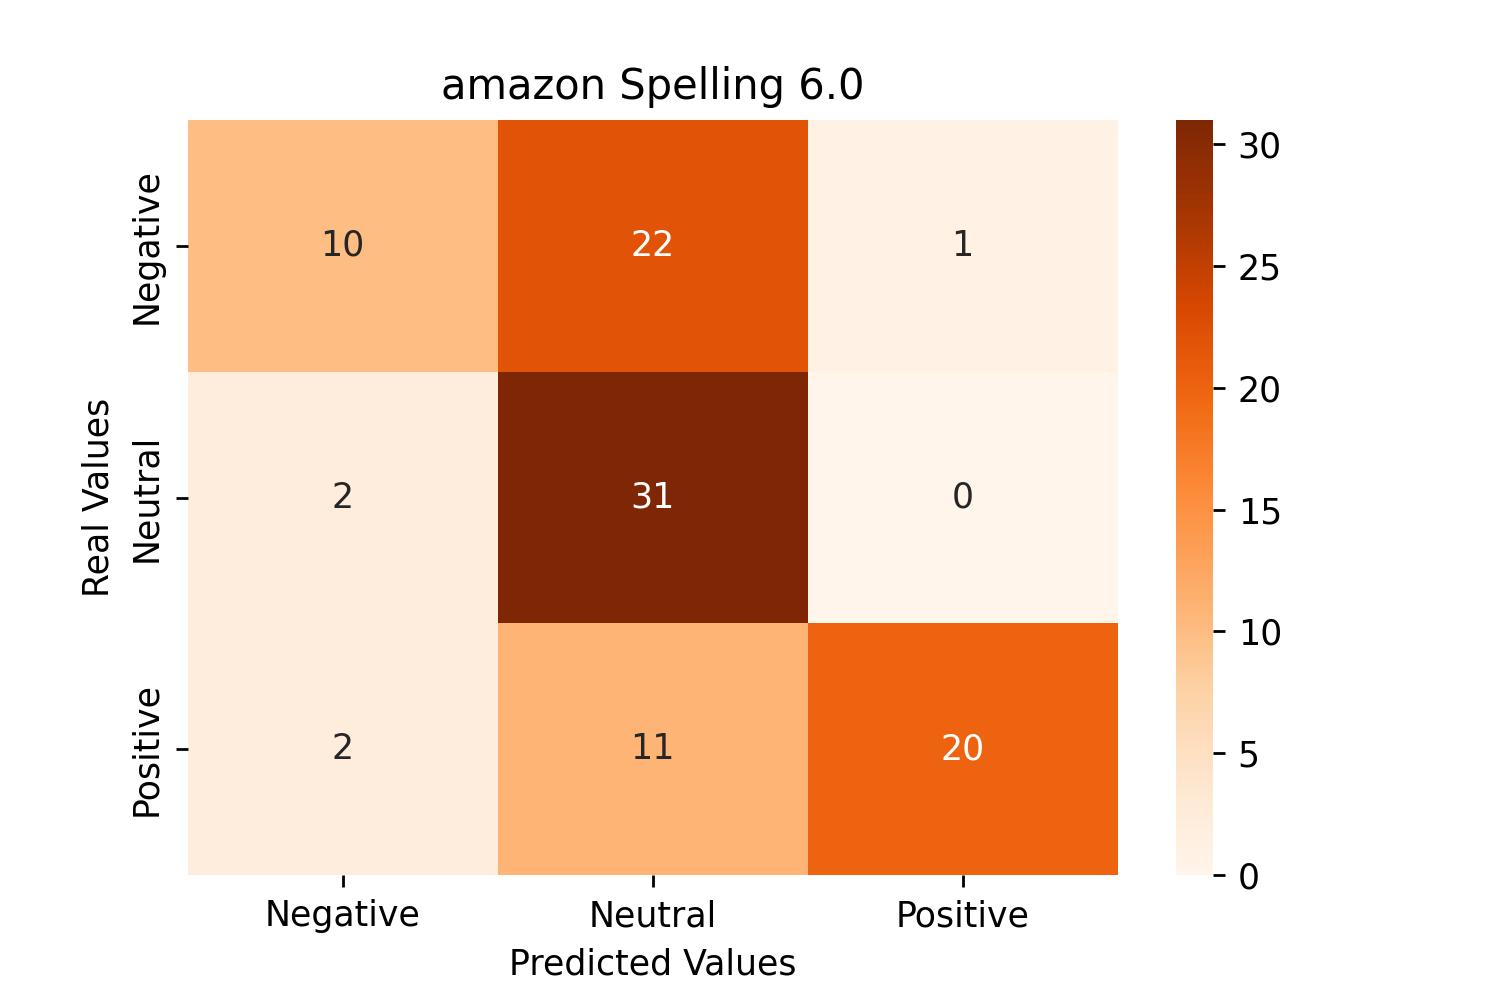 amazon Spelling 6.0
Real Values
Negative
10
22
1
Neutral
2
31
0
Positive
2
11
20
Negative
Neutral
Positive
Predicted Values
30
25
20
15
10
5
0